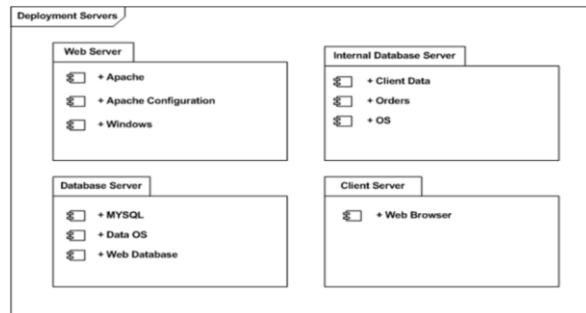 Deployment Servers
Web Server
+ Apache
+ Apache Configuration
+ Windows
Internal Database Server
+ Client Data
+ Orders
+ OS
Database Server
+ MYSQL
+ Data OS
+ Web Database
Client Server
+ Web Browser